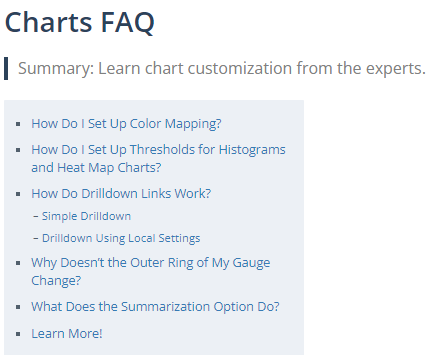 Charts FAQ
Summary: Learn chart customization from the experts.
How Do I Set Up Color Mapping?
How Do I Set Up Thresholds for Histograms
and Heat Map Charts?
How Do Drilldown Links Work?
– Simple Drilldown
– Drilldown Using Local Settings
Why Doesn’t the Outer Ring of My Gauge
Change?
What Does the Summarization Option Do?
Learn More!